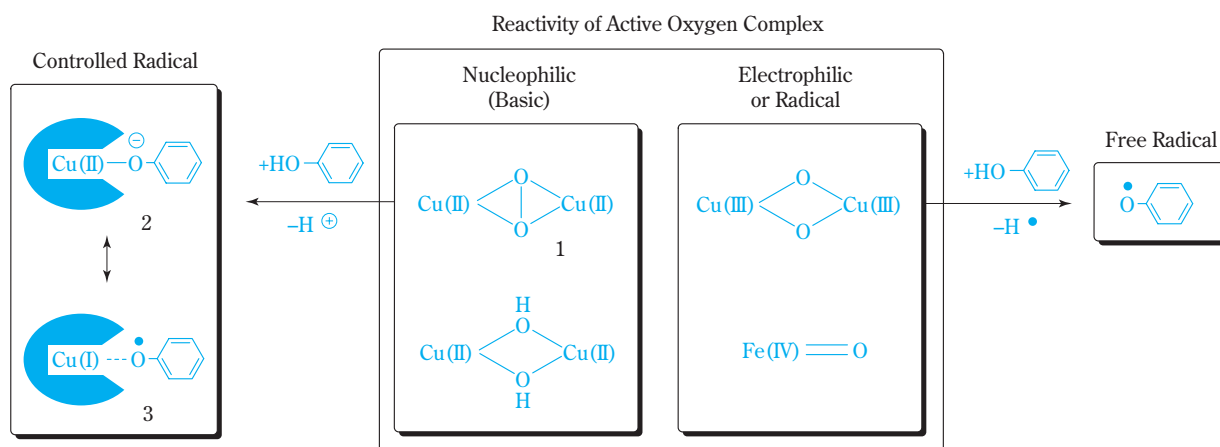 Reactivity of Active Oxygen Complex
Controlled Radical
Nucleophilic
(Basic)
Electrophilic
or Radical
Free Radical
Cu(II)—O ⊖
2
Cu(I)---O•
3
+HO
–H ⊕
Cu(II) O Cu(II)
O
1
H
O
Cu(II) Cu(II)
O
H
O
Cu(III) Cu(III)
O
Fe(IV)═O
+HO
–H •
•
O